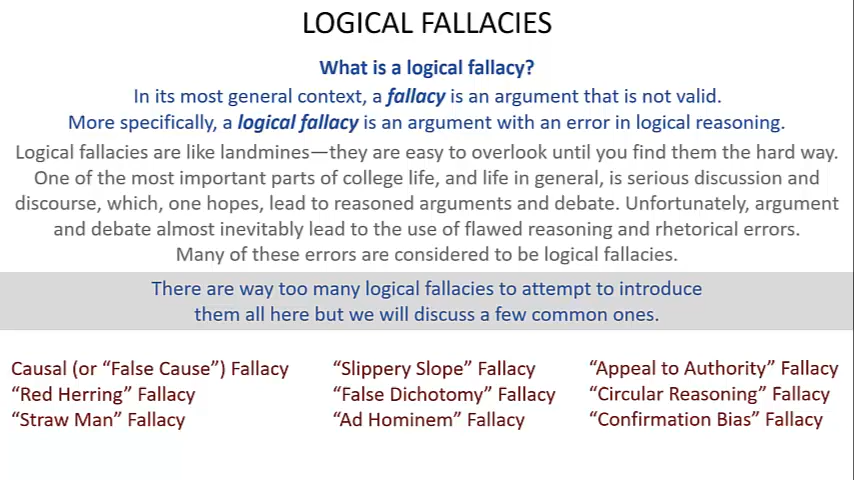 LOGICAL FALLACIES
What is a logical fallacy?
In its most general context, a fallacy is an argument that is not valid.
More specifically, a logical fallacy is an argument with an error in logical reasoning.
Logical fallacies are like landmines—they are easy to overlook until you find them the hard way.
One of the most important parts of college life, and life in general, is serious discussion and
discourse, which, one hopes, lead to reasoned arguments and debate. Unfortunately, argument
and debate almost inevitably lead to the use of flawed reasoning and rhetorical errors.
Many of these errors are considered to be logical fallacies.
There are way too many logical fallacies to attempt to introduce
them all here but we will discuss a few common ones.
Causal (or “False Cause”) Fallacy
“Red Herring” Fallacy
“Straw Man” Fallacy
“Slippery Slope” Fallacy
“False Dichotomy” Fallacy
“Ad Hominem” Fallacy
“Appeal to Authority” Fallacy
“Circular Reasoning” Fallacy
“Confirmation Bias” Fallacy